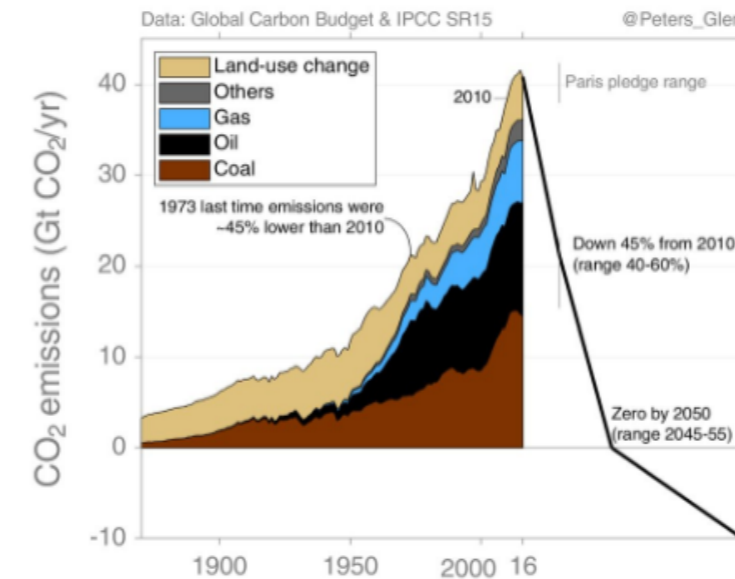 Data: Global Carbon Budget & IPCC SR15
@Peters_Gle
CO2 emissions (Gt CO2/yr)
40
30
20
10
0
-10
Land-use change
Others
Gas
Oil
Coal
2010
Paris pledge range
1973 last time emissions were
~45% lower than 2010
Down 45% from 2010
(range 40-60%)
Zero by 2050
(range 2045-55)
1900
1950
2000
16